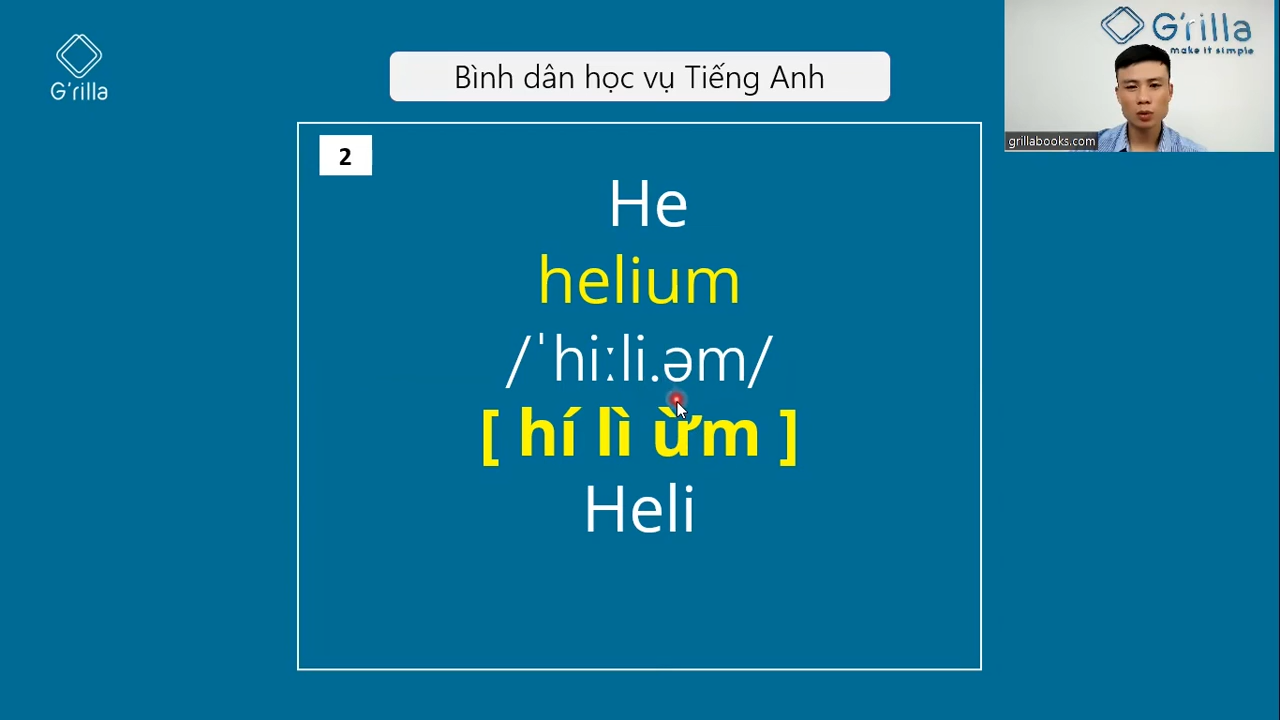 G'rilla
Bình dân học vụ Tiếng Anh
G'rilla
make it simple
grillabooks.com
2
He
helium
/ˈhiːli.əm/
[ hí lì ừm ]
Heli